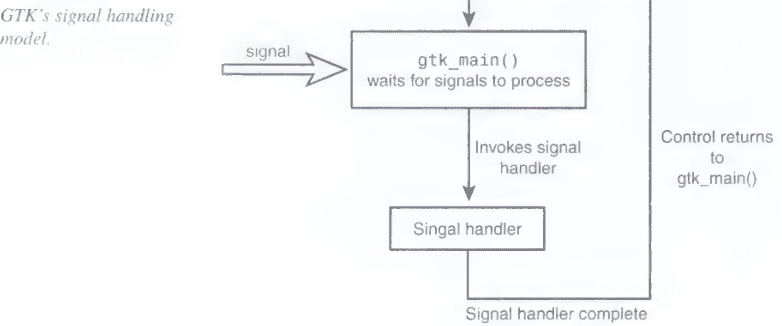 GTK's signal handling
model.
signal
gtk_main()
waits for signals to process
Invokes signal
handler
Control returns
to
gtk_main()
Singal handler
Signal handler complete